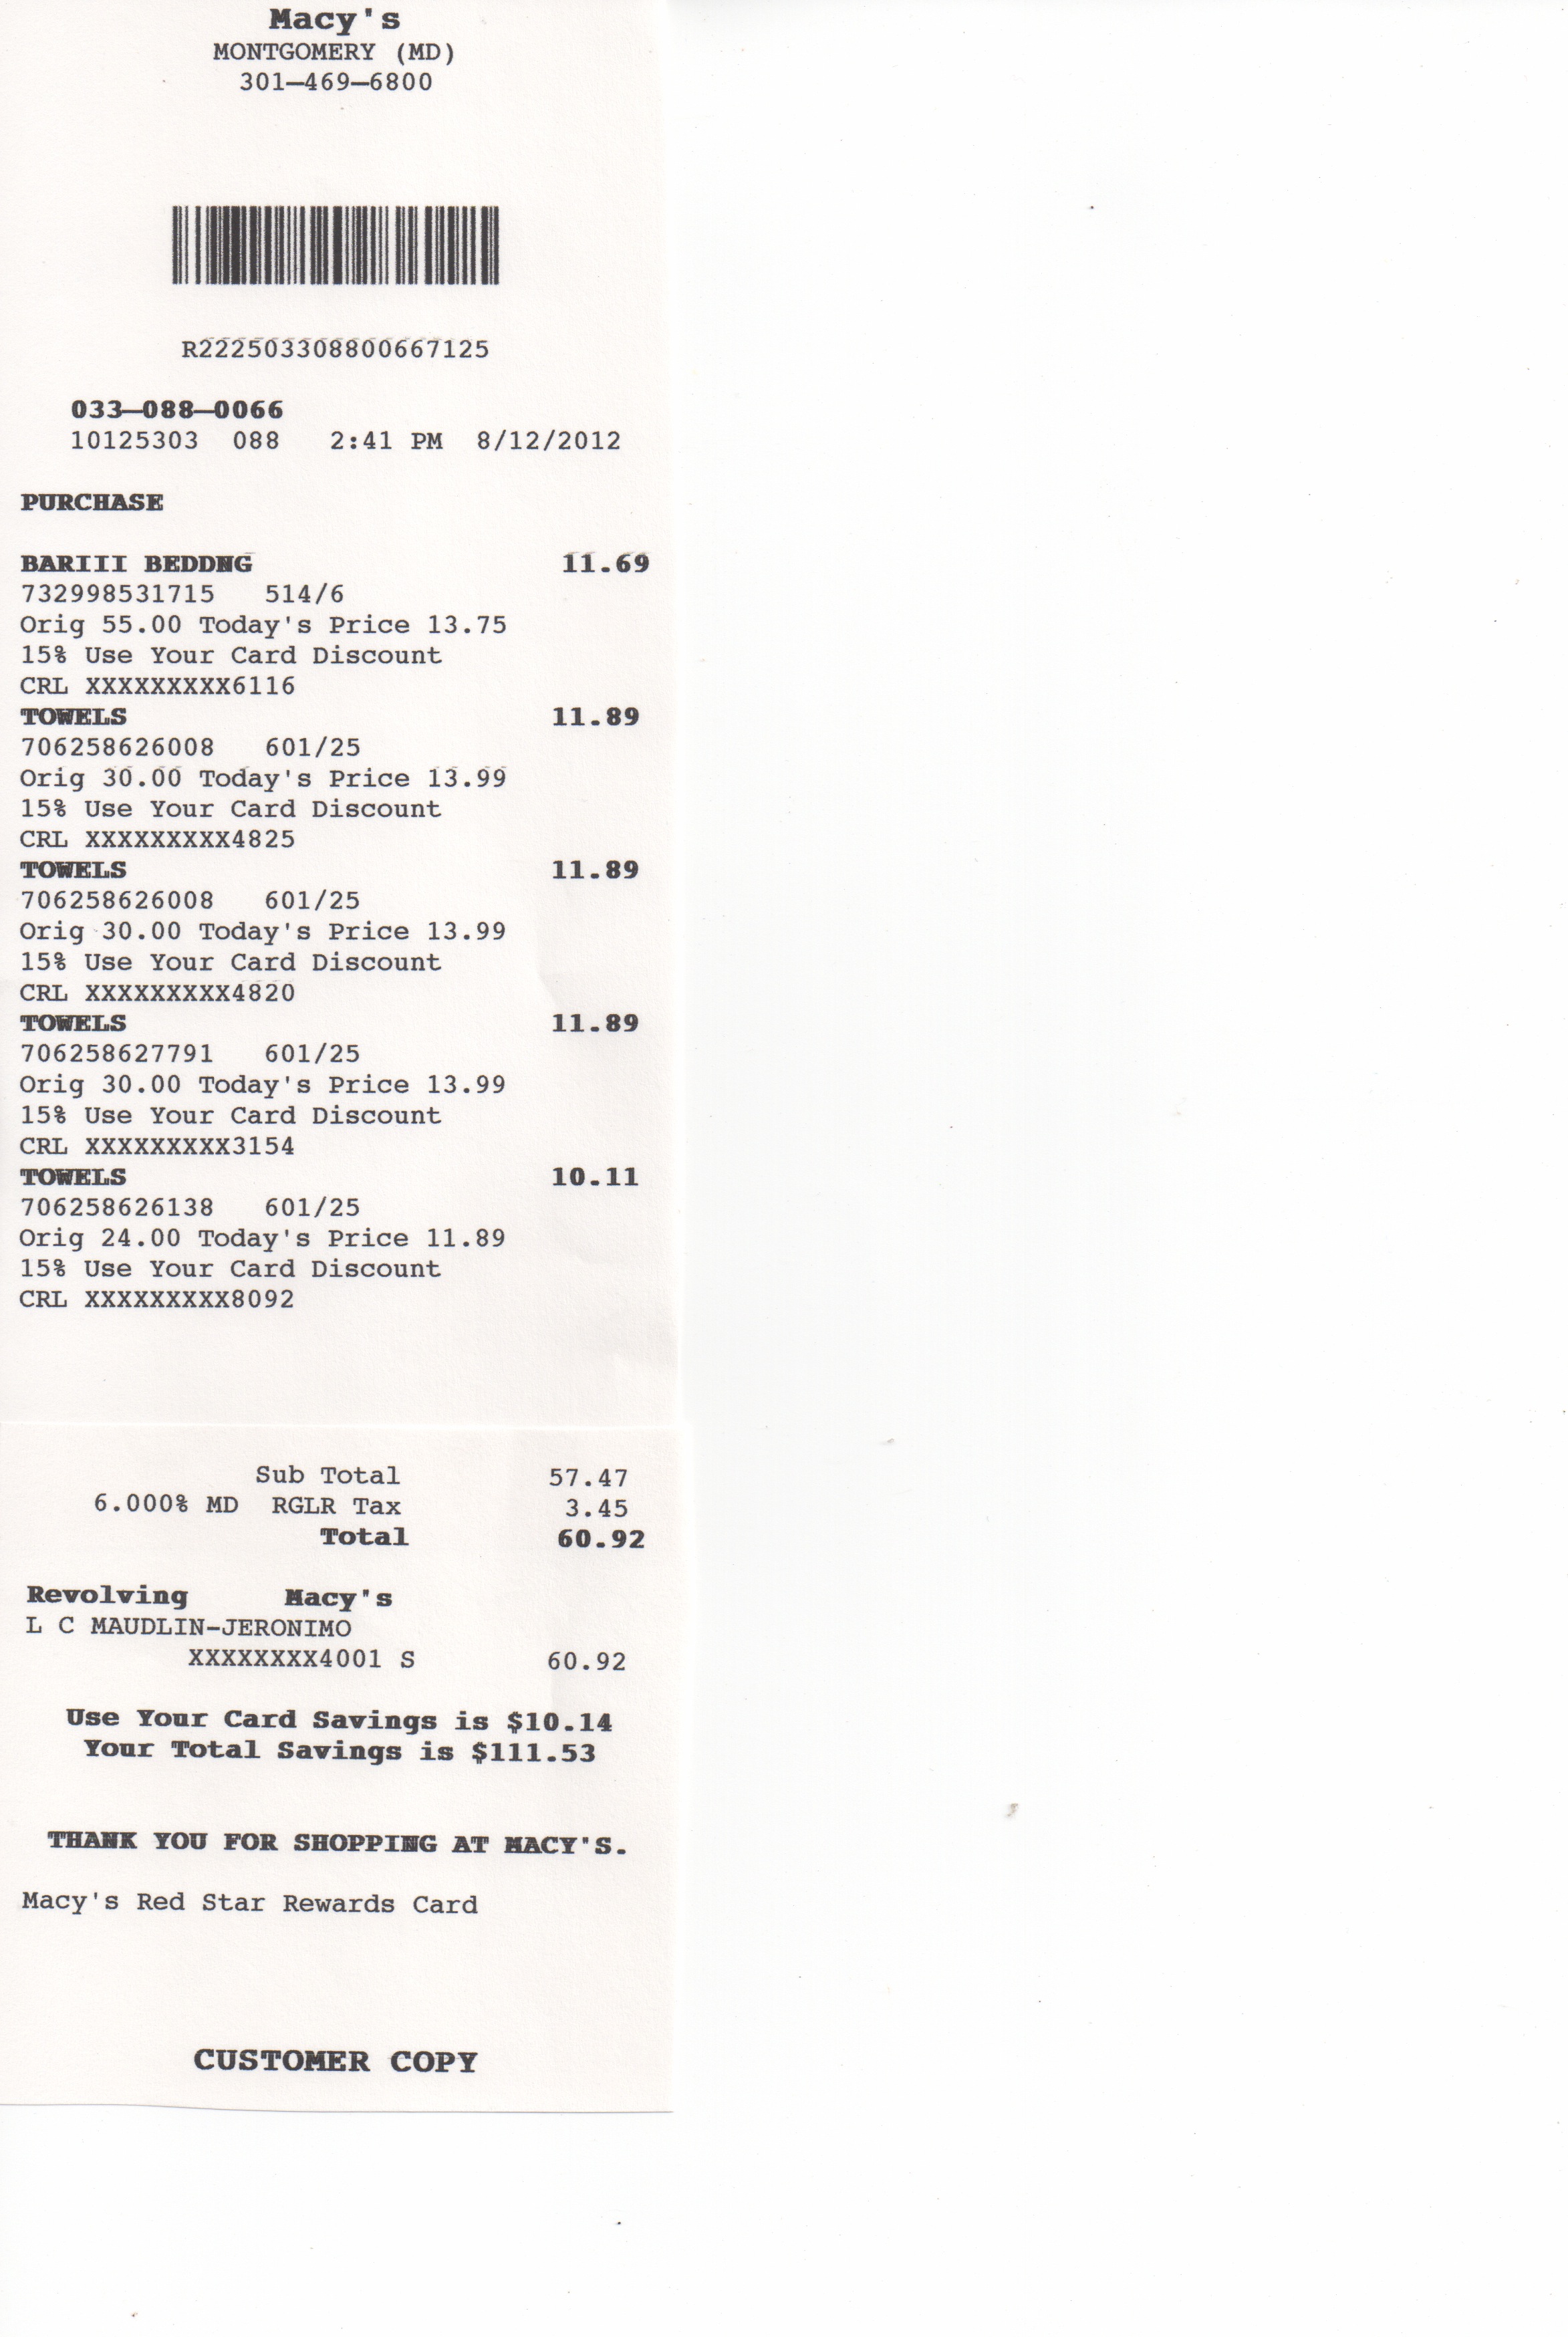 Macy's
MONTGOMERY (MD)
301-469-6800
R222503308800667125
033-088-0066
10125303 088 2:41 PM 8/12/2012
PURCHASE
BARIII BEDDNG 11.69
732998531715 514/6
Orig 55.00 Today's Price 13.75
15% Use Your Card Discount
CRL XXXXXXXXX6116
TOWELS 11.89
706258626008 601/25
Orig 30.00 Today's Price 13.99
15% Use Your Card Discount
CRL XXXXXXXXX4825
TOWELS 11.89
706258626008 601/25
Orig 30.00 Today's Price 13.99
15% Use Your Card Discount
CRL XXXXXXXXX4820
TOWELS 11.89
706258627791 601/25
Orig 30.00 Today's Price 13.99
15% Use Your Card Discount
CRL XXXXXXXXX3154
TOWELS 10.11
706258626138 601/25
Orig 24.00 Today's Price 11.89
15% Use Your Card Discount
CRL XXXXXXXXX8092
Sub Total 57.47
6.000% MD RGLR Tax 3.45
Total 60.92
Revolving Macy's
L C MAUDLIN-JERONIMO
XXXXXXXX4001 S 60.92
Use Your Card Savings is $10.14
Your Total Savings is $111.53
THANK YOU FOR SHOPPING AT MACY'S.
Macy's Red Star Rewards Card
CUSTOMER COPY